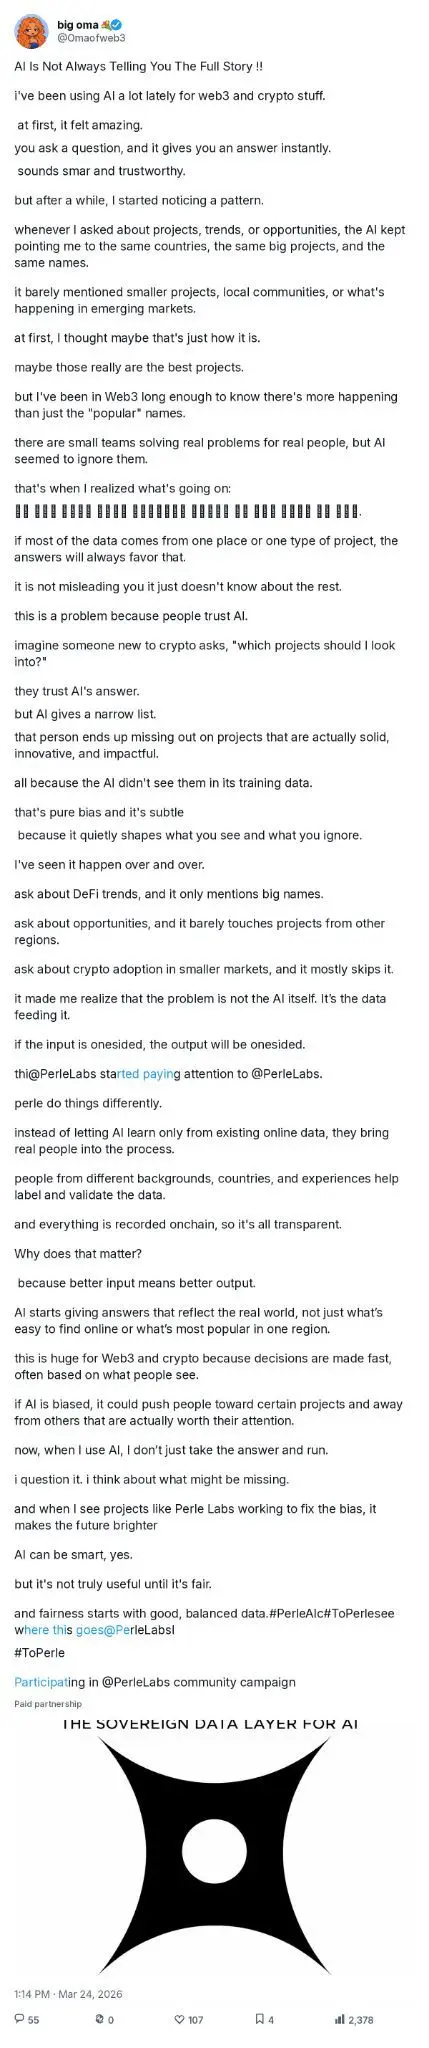 big oma
@Omaofweb3
AI Is Not Always Telling You The Full Story !!
i've been using AI a lot lately for web3 and crypto stuff.
at first, it felt amazing.
you ask a question, and it gives you an answer instantly.
sounds smar and trustworthy.
but after a while, I started noticing a pattern.
whenever I asked about projects, trends, or opportunities, the AI kept
pointing me to the same countries, the same big projects, and the
same names.
it barely mentioned smaller projects, local communities, or what's
happening in emerging markets.
at first, I thought maybe that's just how it is.
maybe those really are the best projects.
but I've been in Web3 long enough to know there's more happening
than just the "popular" names.
there are small teams solving real problems for real people, but AI
seemed to ignore them.
that's when I realized what's going on:
if most of the data comes from one place or one type of project, the
answers will always favor that.
it is not misleading you it just doesn't know about the rest.
this is a problem because people trust AI.
imagine someone new to crypto asks, "which projects should I look
into?"
they trust AI's answer.
but AI gives a narrow list.
that person ends up missing out on projects that are actually solid,
innovative, and impactful.
all because the AI didn't see them in its training data.
that's pure bias and it's subtle
because it quietly shapes what you see and what you ignore.
I've seen it happen over and over.
ask about DeFi trends, and it only mentions big names.
ask about opportunities, and it barely touches projects from other
regions.
ask about crypto adoption in smaller markets, and it mostly skips it.
it made me realize that the problem is not the AI itself. It's the data
feeding it.
if the input is onesided, the output will be onesided.
thi@PerleLabs started paying attention to @PerleLabs.
perle do things differently.
instead of letting AI learn only from existing online data, they bring
real people into the process.
people from different backgrounds, countries, and experiences help
label and validate the data.
and everything is recorded onchain, so it's all transparent.
Why does that matter?
because better input means better output.
AI starts giving answers that reflect the real world, not just what's
easy to find online or what's most popular in one region.
this is huge for Web3 and crypto because decisions are made fast,
often based on what people see.
if AI is biased, it could push people toward certain projects and away
from others that are actually worth their attention.
now, when I use AI, I don't just take the answer and run.
i question it. i think about what might be missing.
and when I see projects like Perle Labs working to fix the bias, it
makes the future brighter
AI can be smart, yes.
but it's not truly useful until it's fair.
and fairness starts with good, balanced data.#PerleAIc#ToPerlesee
where this goes@PerleLabsI
#ToPerle
Participating in @PerleLabs community campaign
Paid partnership
THE SOVEREIGN DATA LAYER FOR AI
1:14 PM · Mar 24, 2026
55 0 107 4 2,378